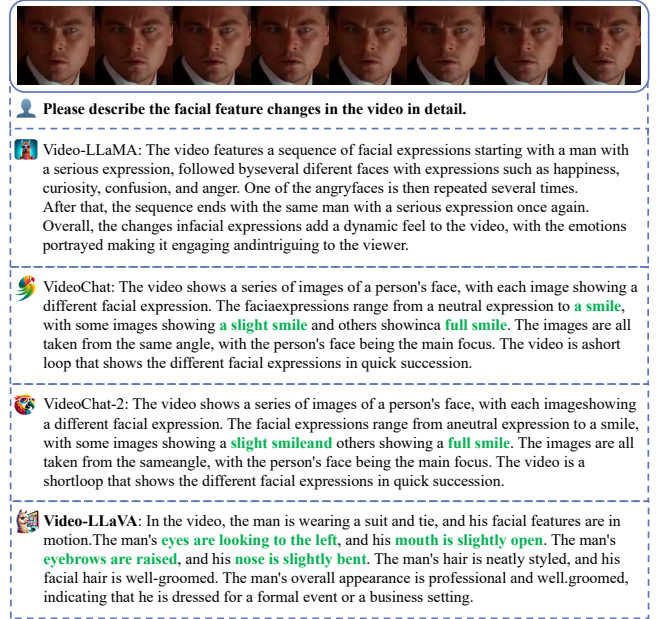 Please describe the facial feature changes in the video in detail.
Video-LLaMA: The video features a sequence of facial expressions starting with a man with
a serious expression, followed byseveral diferent faces with expressions such as happiness,
curiosity, confusion, and anger. One of the angryfaces is then repeated several times.
After that, the sequence ends with the same man with a serious expression once again.
Overall, the changes infacial expressions add a dynamic feel to the video, with the emotions
portrayed making it engaging andintriguing to the viewer.
VideoChat: The video shows a series of images of a person's face, with each image showing a
different facial expression. The faciaexpressions range from a neutral expression to a smile,
with some images showing a slight smile and others showinca full smile. The images are all
taken from the same angle, with the person's face being the main focus. The video is ashort
loop that shows the different facial expressions in quick succession.
VideoChat-2: The video shows a series of images of a person's face, with each imageshowing
a different facial expression. The facial expressions range from aneutral expression to a smile,
with some images showing a slight smileand others showing a full smile. The images are all
taken from the sameangle, with the person's face being the main focus. The video is a
shortloop that shows the different facial expressions in quick succession.
Video-LLaVA: In the video, the man is wearing a suit and tie, and his facial features are in
motion.The man's eyes are looking to the left, and his mouth is slightly open. The man's
eyebrows are raised, and his nose is slightly bent. The man's hair is neatly styled, and his
facial hair is well-groomed. The man's overall appearance is professional and well.groomed,
indicating that he is dressed for a formal event or a business setting.